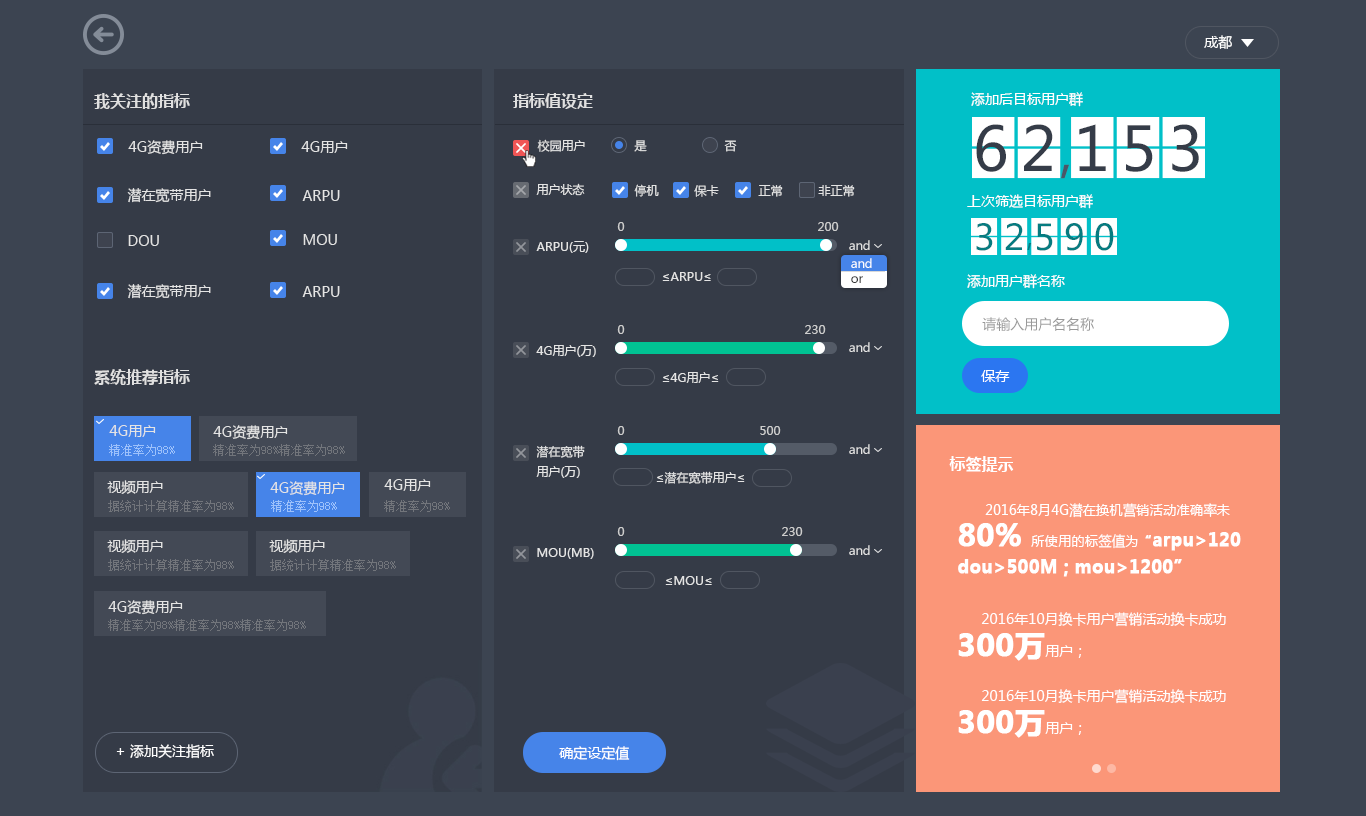 成都
我关注的指标
4G资费用户
4G用户
潜在宽带用户
ARPU
DOU
MOU
潜在宽带用户
ARPU
系统推荐指标
4G用户
精准率为98%
4G资费用户
精准率为98%精准率为98%
视频用户
据统计计算精准率为98%
4G资费用户
精准率为98%
4G用户
精准率为98%
视频用户
据统计计算精准率为98%
视频用户
据统计计算精准率为98%
4G资费用户
精准率为98%精准率为98%精准率为98%
+ 添加关注指标
指标值设定
校园用户 是 否
用户状态 停机 保卡 正常 非正常
0 200
ARPU(元) and
and
or
≤ARPU≤
0 230
4G用户(万) and
≤4G用户≤
0 500
潜在宽带 and
用户(万)
≤潜在宽带用户≤
0 230
MOU(MB) and
≤MOU≤
确定设定值
添加后目标用户群
62,153
上次筛选目标用户群
32,590
添加用户群名称
请输入用户名名称
保存
标签提示
2016年8月4G潜在换机营销活动准确率未
80% 所使用的标签值为“arpu>120
dou>500M；mou>1200”
2016年10月换卡用户营销活动换卡成功
300万用户；
2016年10月换卡用户营销活动换卡成功
300万用户；